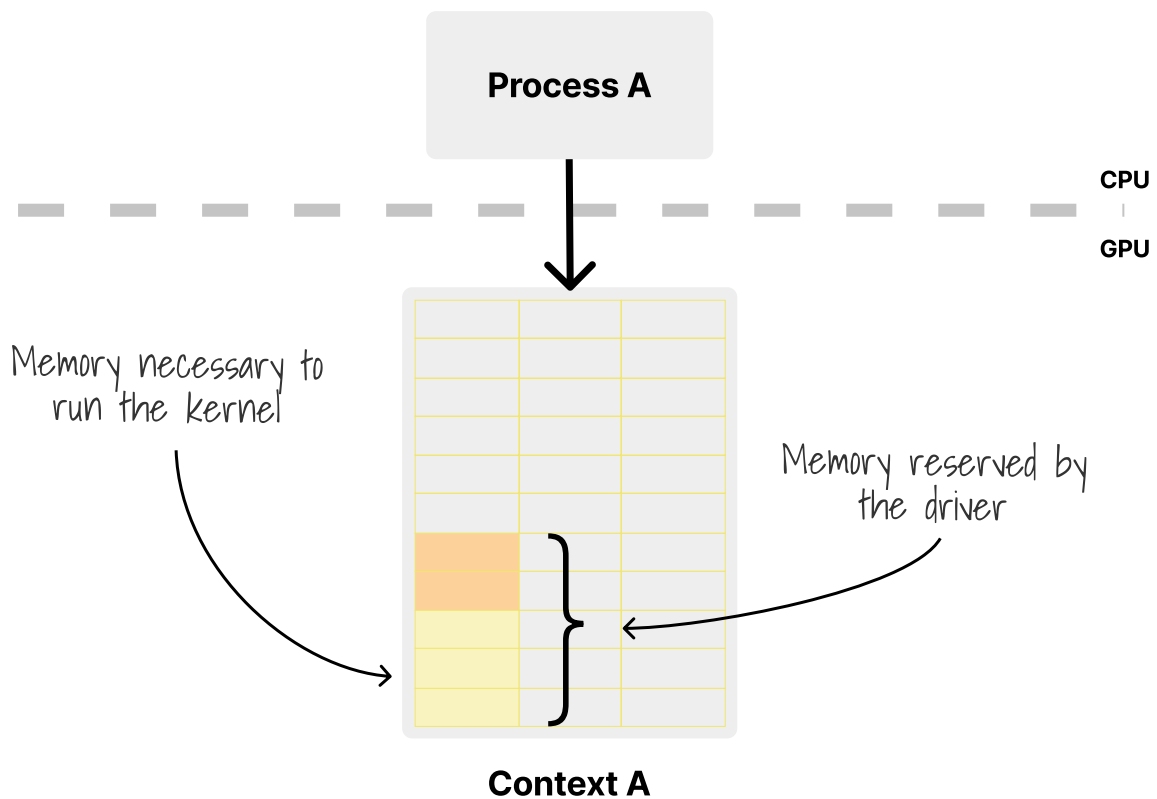 Process A
CPU
GPU
Memory necessary to
run the kernel
Memory reserved by
the driver
Context A